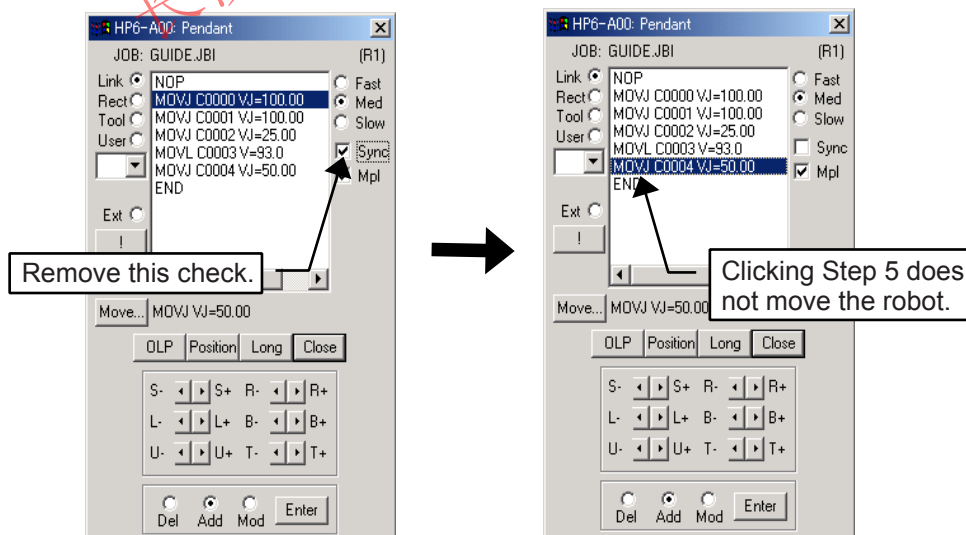 HP6-A00: Pendant
JOB: GUIDE.JBI (R1)
Link
Rect
Tool
User
Ext
!
NOP
MOVJ C0000 VJ=100.00
MOVJ C0001 VJ=100.00
MOVJ C0002 VJ=25.00
MOVL C0003 V=93.0
MOVJ C0004 VJ=50.00
END
Fast
Med
Slow
Sync
Mpl
Remove this check.
Move... MOVJ VJ=50.00
OLP Position Long Close
S- S+ R- R+
L- L+ B- B+
U- U+ T- T+
Del Add Mod Enter
HP6-A00: Pendant
JOB: GUIDE.JBI (R1)
Link
Rect
Tool
User
Ext
!
NOP
MOVJ C0000 VJ=100.00
MOVJ C0001 VJ=100.00
MOVJ C0002 VJ=25.00
MOVL C0003 V=93.0
MOVJ C0004 VJ=50.00
END
Fast
Med
Slow
Sync
Mpl
Clicking Step 5 does
not move the robot.
Move... MOVJ VJ=50.00
OLP Position Long Close
S- S+ R- R+
L- L+ B- B+
U- U+ T- T+
Del Add Mod Enter